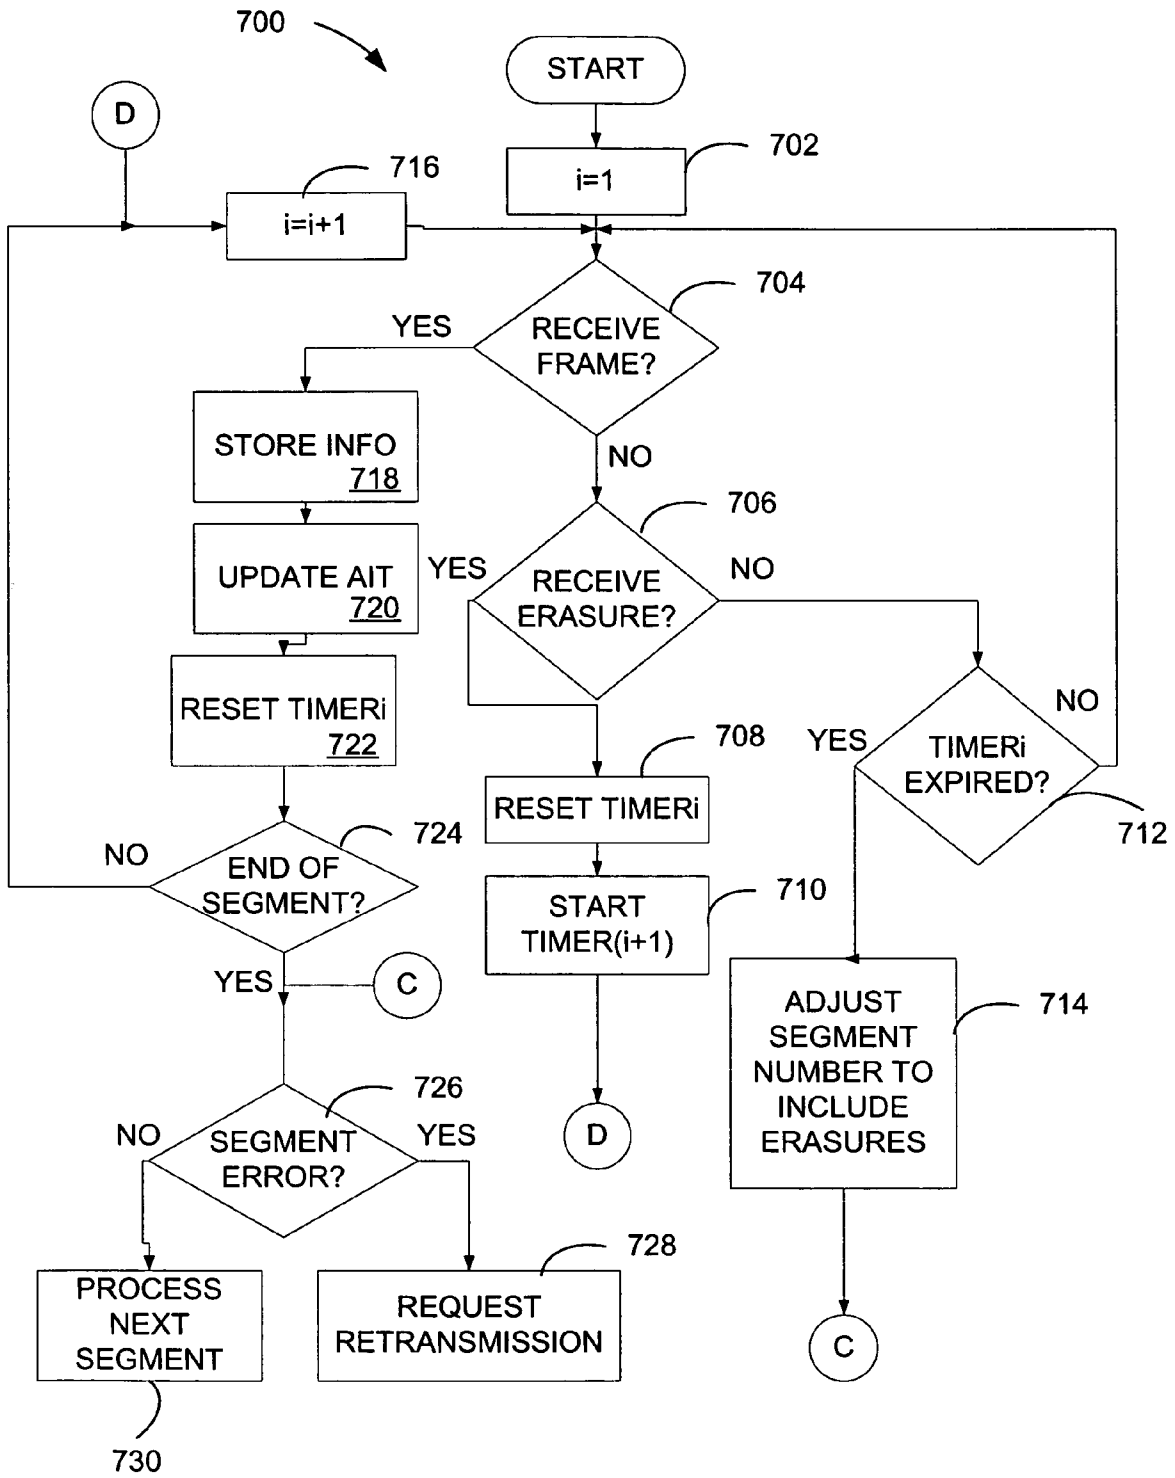 700
START
D
702
i=1
716
i=i+1
704
RECEIVE
FRAME?
YES
NO
STORE INFO
718
706
RECEIVE
ERASURE?
YES
NO
UPDATE AIT
720
RESET TIMERi
722
708
RESET TIMERi
TIMERi
EXPIRED?
YES
NO
712
724
END OF
SEGMENT?
NO
YES
C
710
START
TIMER(i+1)
D
714
ADJUST
SEGMENT
NUMBER TO
INCLUDE
ERASURES
C
726
SEGMENT
ERROR?
NO
YES
728
PROCESS
NEXT
SEGMENT
730
REQUEST
RETRANSMISSION